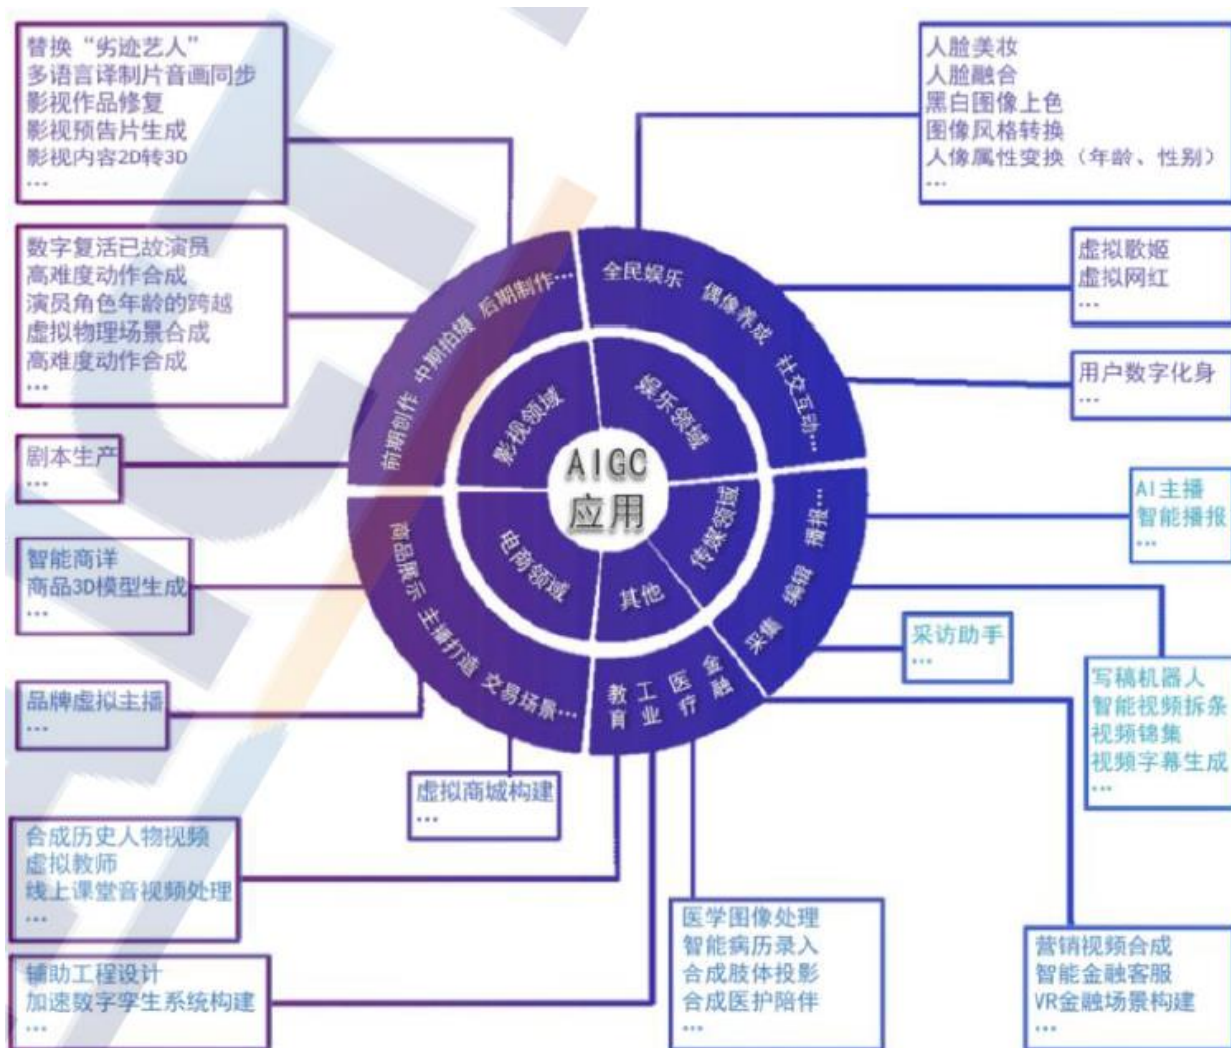 替换“劣迹艺人”
多语言译制片音画同步
影视作品修复
影视预告片生成
影视内容2D转3D
...
人脸美妆
人脸融合
黑白图像上色
图像风格转换
人像属性变换（年龄、性别）
...
数字复活已故演员
高难度动作合成
演员角色年龄的跨越
虚拟物理场景合成
高难度动作合成
...
虚拟歌姬
虚拟网红
...
用户数字化身
...
剧本生产
...
前期创作 中期拍摄 后期制作...
全民娱乐 偶像养成 社交互动...
影视领域
娱乐领域
AIGC
应用
电商领域
其他
传媒领域
商品展示 主播打造 交易场景...
教育 工业 医疗 金融
采集 编辑 播报...
AI主播
智能播报
...
智能商详
商品3D模型生成
...
采访助手
...
写稿机器人
智能视频拆条
视频锦集
视频字幕生成
...
品牌虚拟主播
...
虚拟商城构建
...
合成历史人物视频
虚拟教师
线上课堂音视频处理
...
辅助工程设计
加速数字孪生系统构建
...
医学图像处理
智能病历录入
合成肢体投影
合成医护陪伴
...
营销视频合成
智能金融客服
VR金融场景构建
...